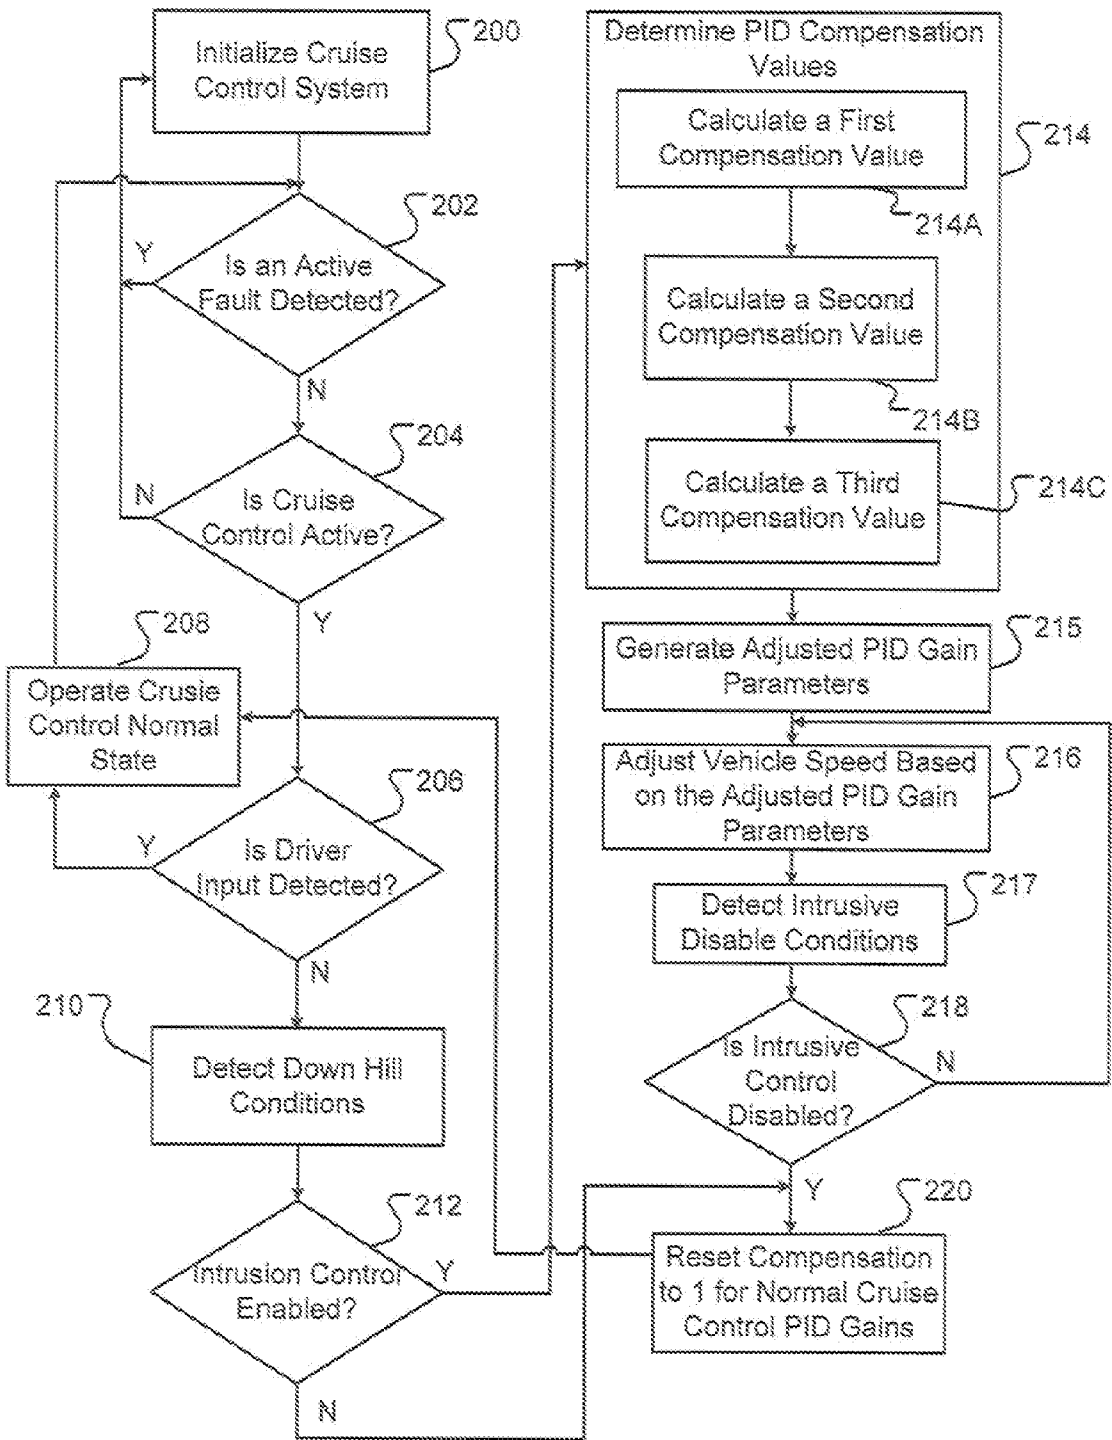 Initialize Cruise
Control System
200
202
Is an Active
Fault Detected?
Y
N
204
Is Cruise
Control Active?
N
Y
208
Operate Crusie
Control Normal
State
206
Is Driver
Input Detected?
Y
N
210
Detect Down Hill
Conditions
212
Intrusion Control
Enabled?
Y
N
Determine PID Compensation
Values
214
Calculate a First
Compensation Value
214A
Calculate a Second
Compensation Value
214B
Calculate a Third
Compensation Value
214C
215
Generate Adjusted PID Gain
Parameters
216
Adjust Vehicle Speed Based
on the Adjusted PID Gain
Parameters
217
Detect Intrusive
Disable Conditions
218
Is Intrusive
Control
Disabled?
N
Y
220
Reset Compensation
to 1 for Normal Cruise
Control PID Gains